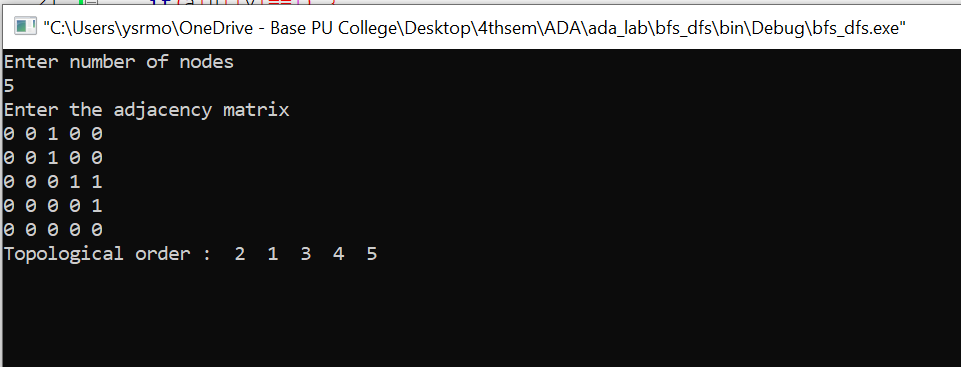 "C:\Users\ysrmo\OneDrive - Base PU College\Desktop\4thsem\ADA\ada_lab\bfs_dfs\bin\Debug\bfs_dfs.exe"
Enter number of nodes
5
Enter the adjacency matrix
0 0 1 0 0
0 0 1 0 0
0 0 0 1 1
0 0 0 0 1
0 0 0 0 0
Topological order :  2  1  3  4  5